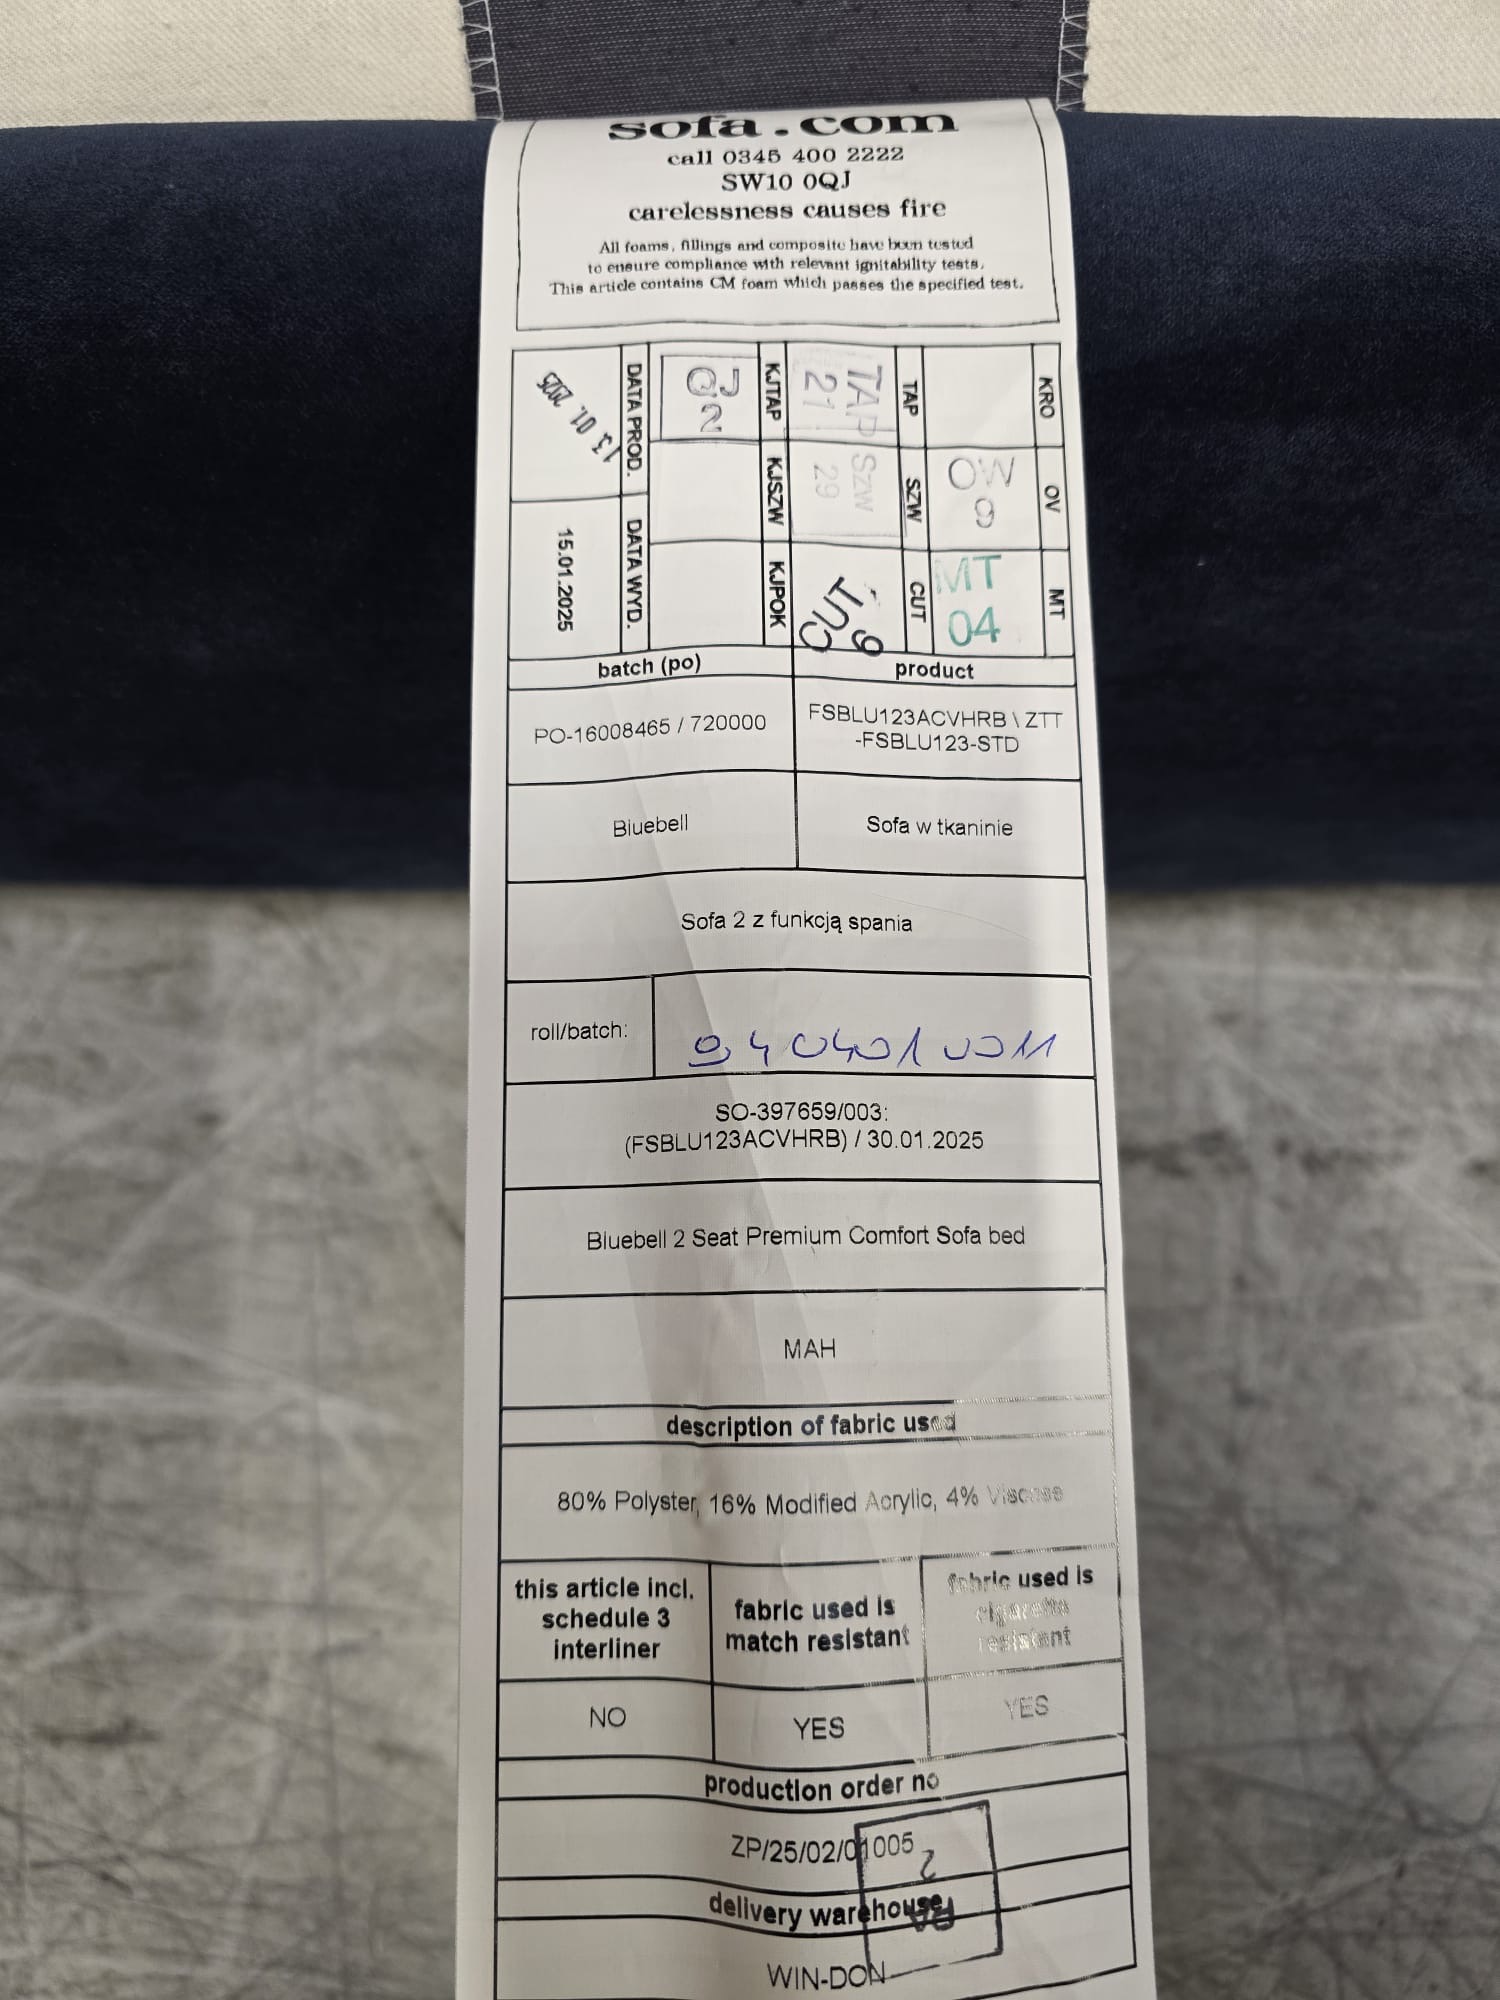 sofa.com
call 0345 400 2222
SW10 0QJ
carelessness causes fire
All foams, fillings and composite have been tested
to ensure compliance with relevant ignitability tests.
This article contains CM foam which passes the specified test.
KRO OV MT
OW 9
MT 04
TAP SZW CUT
TAP 21
SZW 29
CUT 6
KJTAP KJSZW KJPOK
QJ 2
DATA PROD. DATA WYD.
13. 01. 2025
15.01.2025
batch (po) product
PO-16008465 / 720000
FSBLU123ACVHRB \ ZTT
-FSBLU123-STD
Bluebell
Sofa w tkaninie
Sofa 2 z funkcją spania
roll/batch:
SO-397659/003:
(FSBLU123ACVHRB) / 30.01.2025
Bluebell 2 Seat Premium Comfort Sofa bed
MAH
description of fabric used
80% Polyster, 16% Modified Acrylic, 4% Viscose
this article incl.
schedule 3
interliner
fabric used is
match resistant
fabric used is
cigarette
resistant
NO
YES
YES
production order no
ZP/25/02/01005
delivery warehouse
WIN-DON